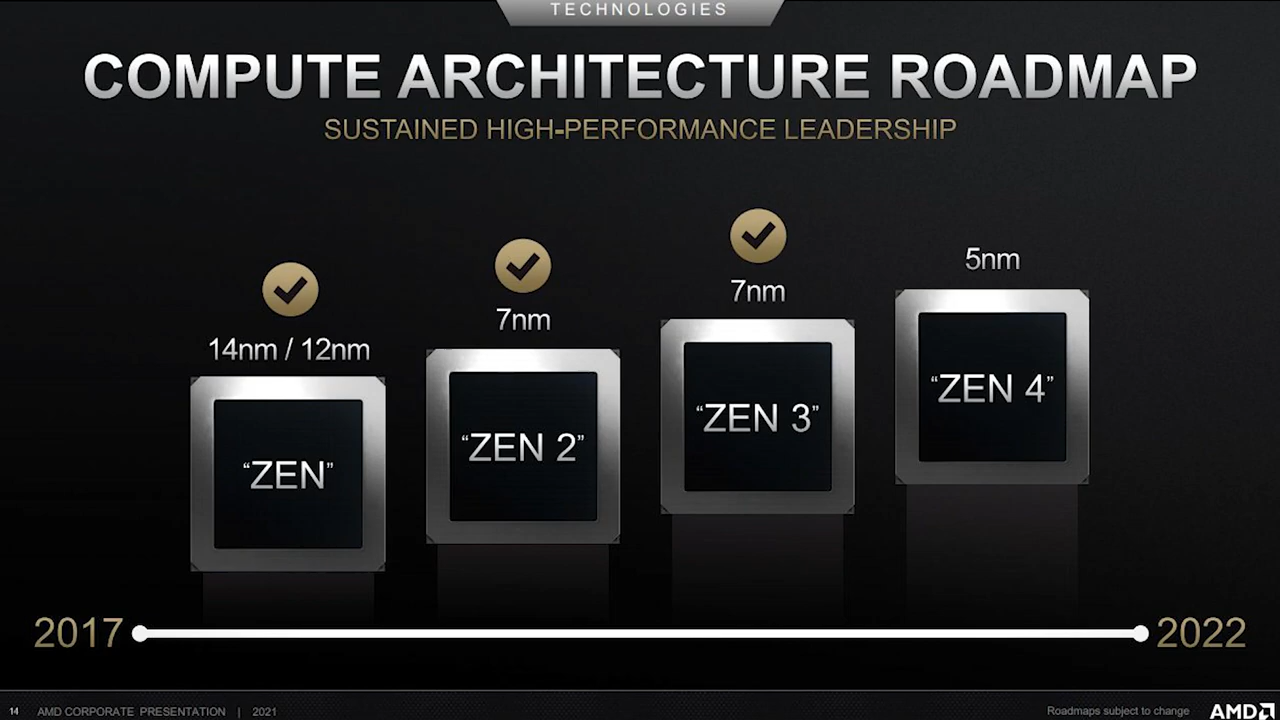 TECHNOLOGIES
COMPUTE ARCHITECTURE ROADMAP
SUSTAINED HIGH-PERFORMANCE LEADERSHIP
14nm / 12nm
“ZEN”
7nm
“ZEN 2”
7nm
“ZEN 3”
5nm
“ZEN 4”
2017
2022
14 AMD CORPORATE PRESENTATION | 2021
Roadmaps subject to change
AMD